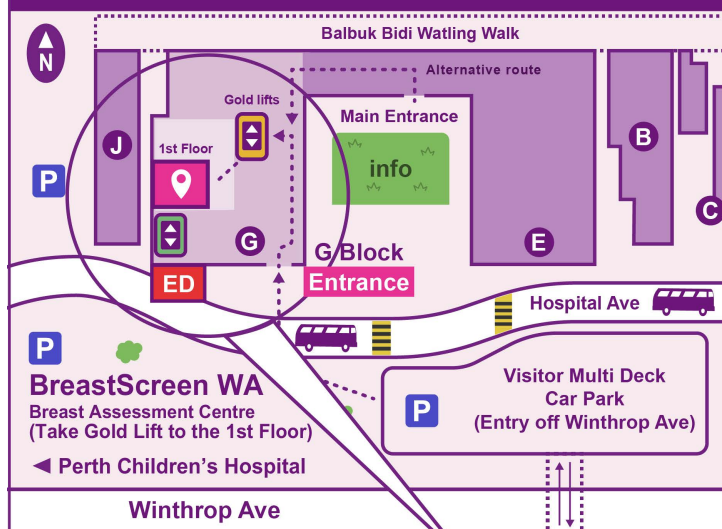 Balbuk Bidi Watling Walk
N
Alternative route
Gold lifts
Main Entrance
J
1st Floor
info
B
P
C
G
E
G Block
Entrance
ED
Hospital Ave
P
BreastScreen WA
Breast Assessment Centre
(Take Gold Lift to the 1st Floor)
Perth Children's Hospital
P
Visitor Multi Deck
Car Park
(Entry off Winthrop Ave)
Winthrop Ave